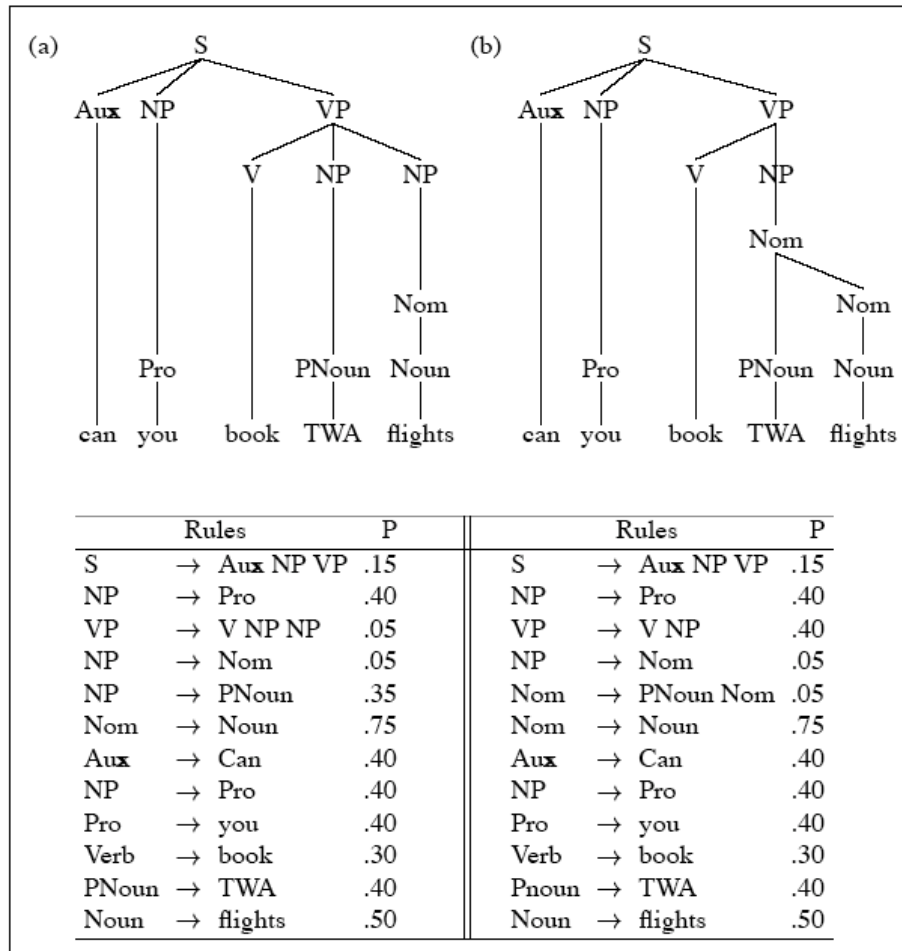 (a) S (b) S
Aux NP VP Aux NP VP
V NP NP V NP
Nom
Nom Nom
Pro PNoun Noun Pro PNoun Noun
can you book TWA flights can you book TWA flights
Rules P Rules P
S → Aux NP VP .15 S → Aux NP VP .15
NP → Pro .40 NP → Pro .40
VP → V NP NP .05 VP → V NP .40
NP → Nom .05 NP → Nom .05
NP → PNoun .35 Nom → PNoun Nom .05
Nom → Noun .75 Nom → Noun .75
Aux → Can .40 Aux → Can .40
NP → Pro .40 NP → Pro .40
Pro → you .40 Pro → you .40
Verb → book .30 Verb → book .30
PNoun → TWA .40 Pnoun → TWA .40
Noun → flights .50 Noun → flights .50